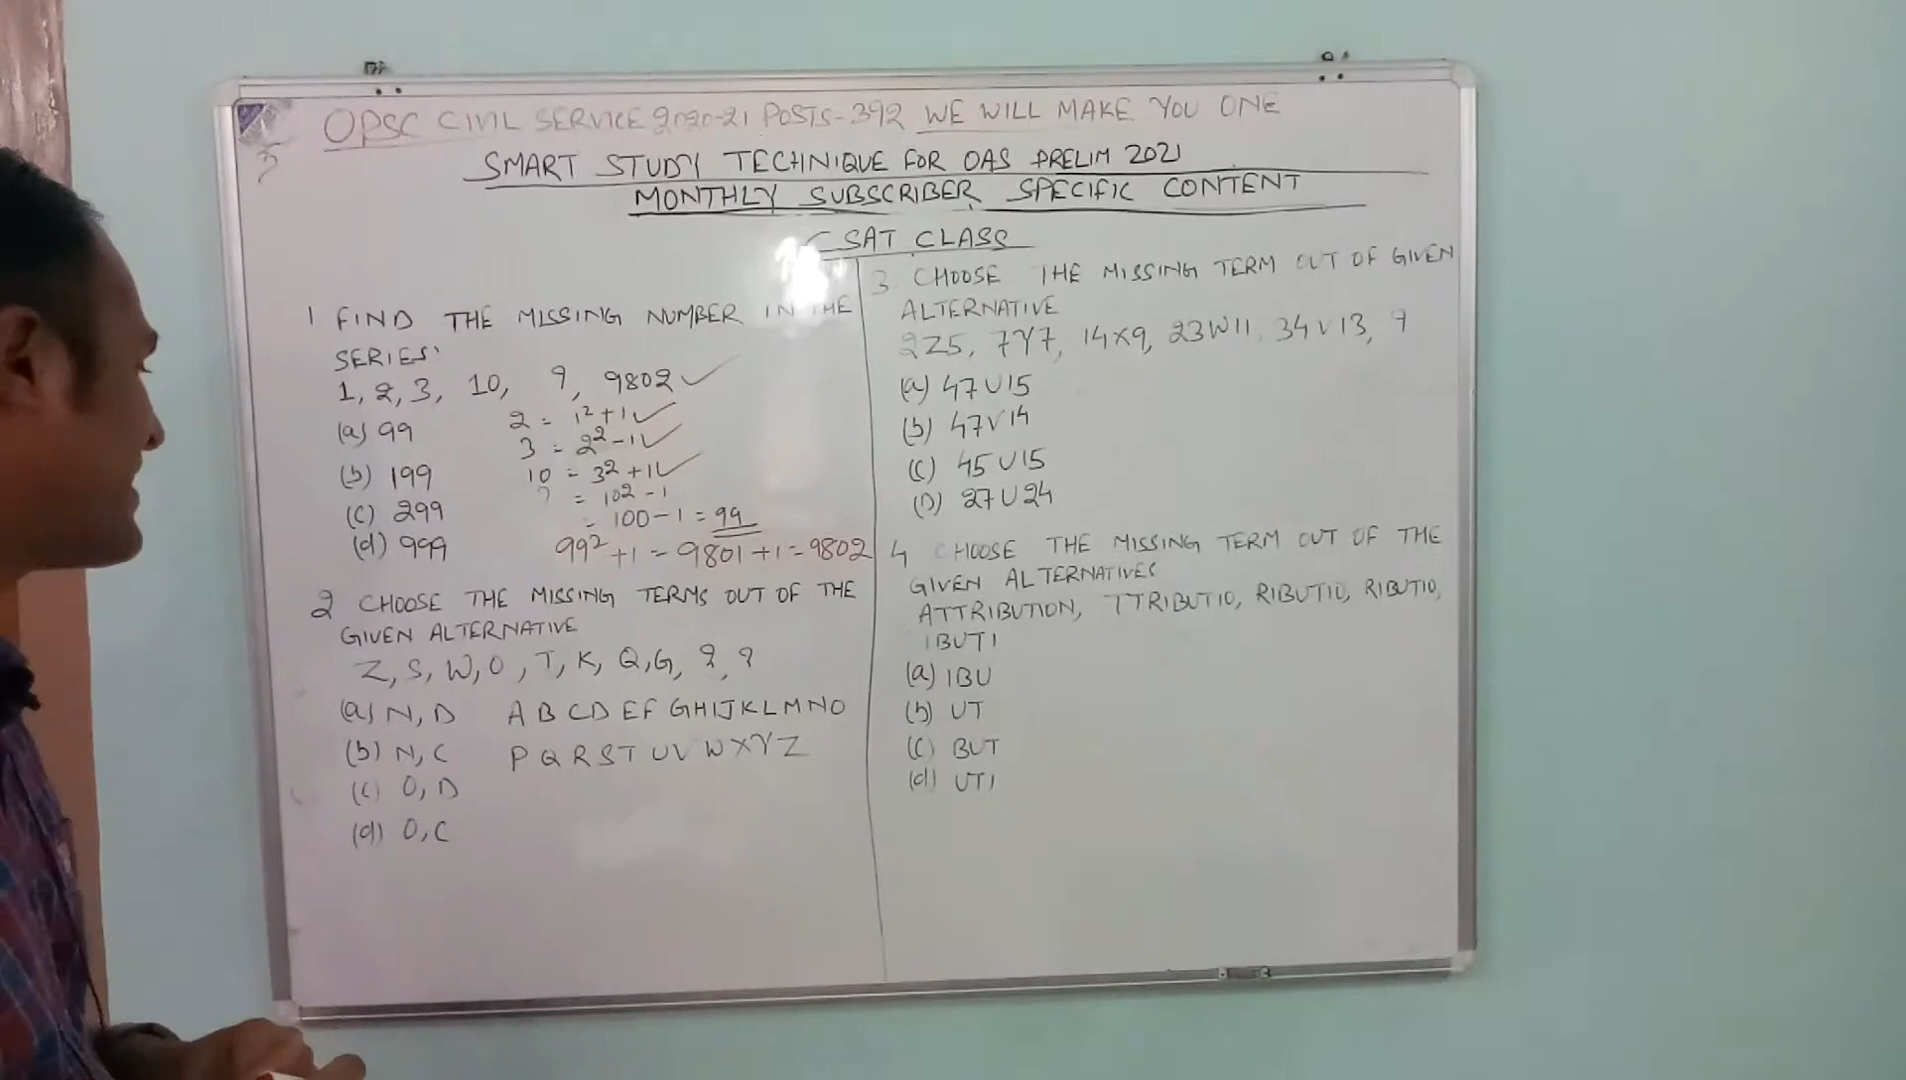 OPSC CIVIL SERVICE 2020-21 POSTS-392 WE WILL MAKE YOU ONE
SMART STUDY TECHNIQUE FOR OAS PRELIM 2021
MONTHLY SUBSCRIBER SPECIFIC CONTENT
CSAT CLASS
1 FIND THE MISSING NUMBER IN THE
SERIES:
1, 2, 3, 10, ?, 9802 ✓
2 = 1² + 1 ✓
(a) 99
3 = 2² - 1 ✓
(b) 199
10 = 3² + 1 ✓
? = 10² - 1
(c) 299
= 100 - 1 = 99
(d) 999
99² + 1 = 9801 + 1 = 9802
2 CHOOSE THE MISSING TERMS OUT OF THE
GIVEN ALTERNATIVE
Z, S, W, O, T, K, Q, G, ?, ?
(a) N, D
A B C D E F G H I J K L M N O
(b) N, C
P Q R S T U V W X Y Z
(c) O, D
(d) O, C
3 CHOOSE THE MISSING TERM OUT OF GIVEN
ALTERNATIVE
2Z5, 7Y7, 14X9, 23W11, 34V13, ?
(a) 47U15
(b) 47V14
(c) 45U15
(D) 27U24
4 CHOOSE THE MISSING TERM OUT OF THE
GIVEN ALTERNATIVES
ATTRIBUTION, TTRIBUTIO, RIBUTIO, RIBUTIO,
IBUTI
(a) IBU
(b) UT
(c) BUT
(d) UTI